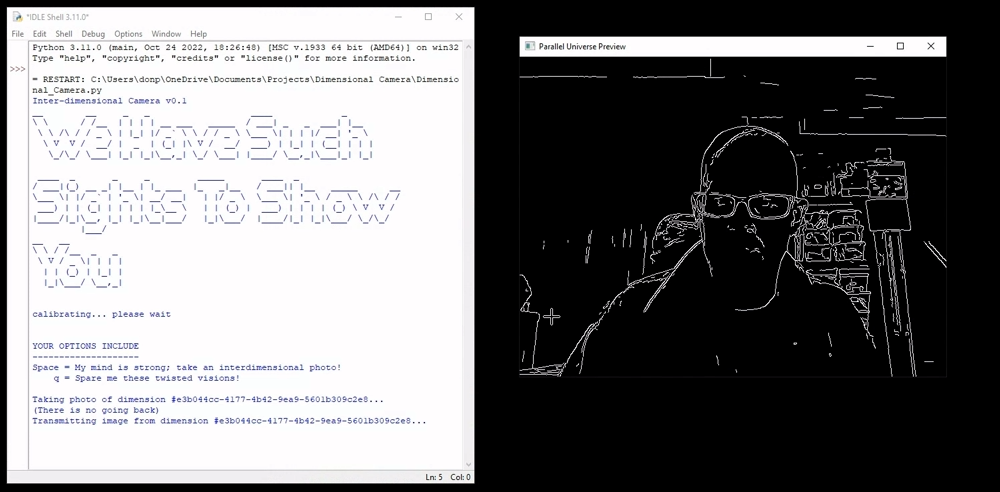 *IDLE Shell 3.11.0*
File Edit Debug Options Window Help
Python 3.11.0 (main, Oct 24 2022, 18:26:48) [MSC v.1933 64 bit (AMD64)] on win32
Type "help", "copyright", "credits" or "license()" for more information.
>>>
= RESTART: C:\Users\donp\OneDrive\Documents\Projects\Dimensional Camera\Dimensio
nal_Camera.py
Inter-dimensional Camera v0.1
We Have Such
Sights To Show
You
calibrating... please wait
YOUR OPTIONS INCLUDE
--------------------
Space = My mind is strong; take an interdimensional photo!
q = Spare me these twisted visions!
Taking photo of dimension #e3b044cc-4177-4b42-9ea9-5601b309c2e8...
(There is no going back)
Transmitting image from dimension #e3b044cc-4177-4b42-9ea9-5601b309c2e8...
Ln: 5 Col: 0
Parallel Universe Preview